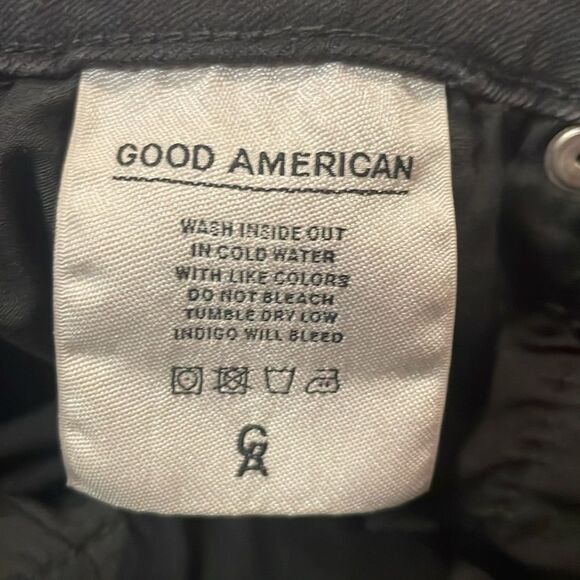 GOOD AMERICAN
WASH INSIDE OUT
IN COLD WATER
WITH LIKE COLORS
DO NOT BLEACH
TUMBLE DRY LOW
INDIGO WILL BLEED
GA